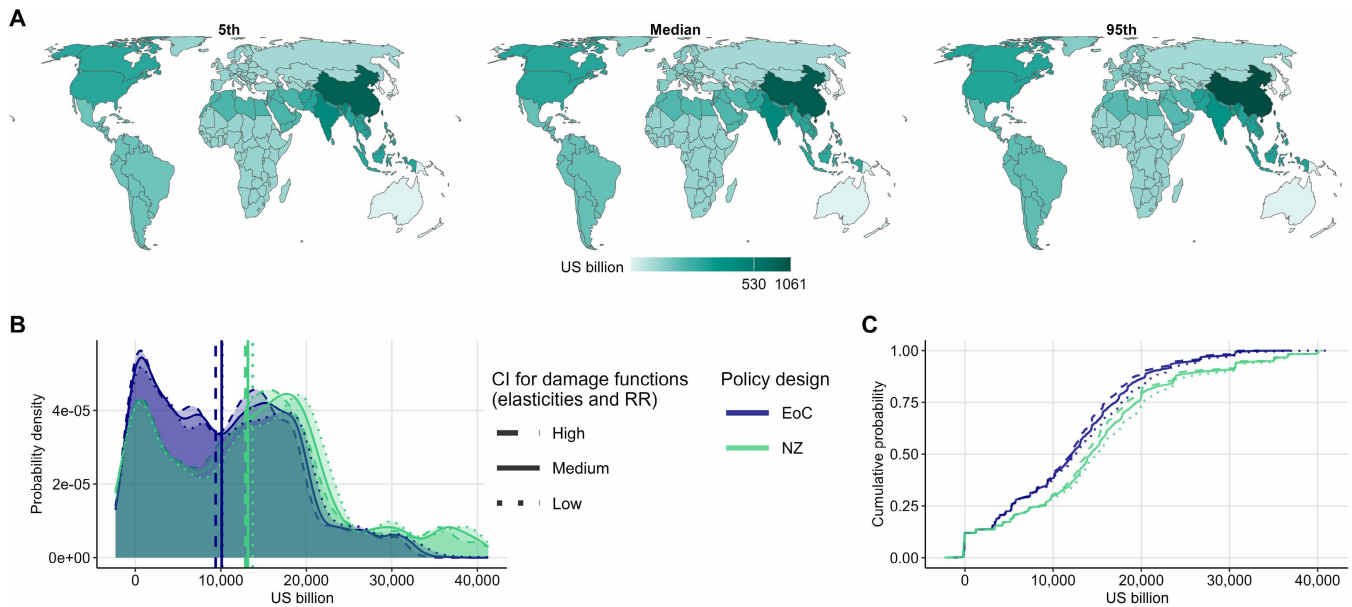 A
5th
Median
95th
US billion
530 1061
B
C
Probability density
4e-05
2e-05
0e+00
0
10,000
20,000
30,000
40,000
US billion
CI for damage functions
(elasticities and RR)
High
Medium
Low
Policy design
EoC
NZ
Cumulative probability
1.00
0.75
0.50
0.25
0.00
0
10,000
20,000
30,000
40,000
US billion